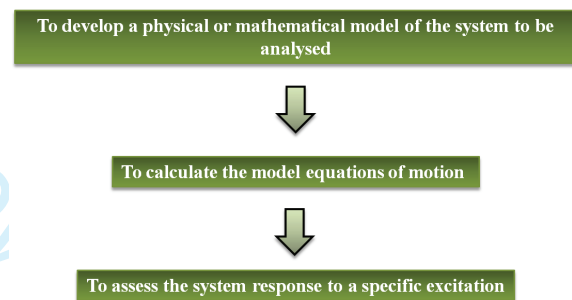 To develop a physical or mathematical model of the system to be
analysed
To calculate the model equations of motion
To assess the system response to a specific excitation